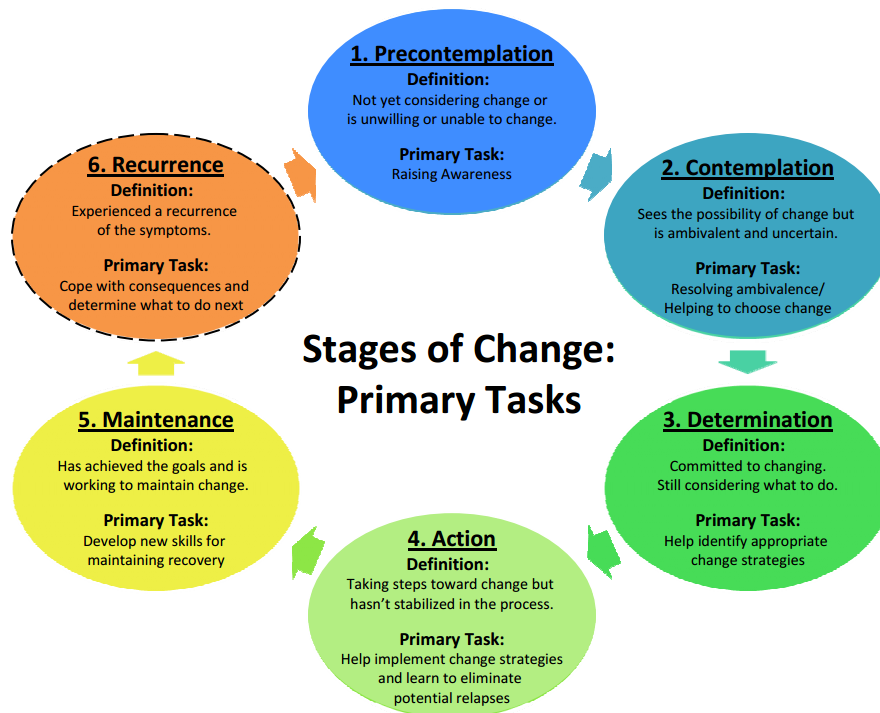 1. Precontemplation
Definition:
Not yet considering change or
is unwilling or unable to change.
Primary Task:
Raising Awareness
2. Contemplation
Definition:
Sees the possibility of change but
is ambivalent and uncertain.
Primary Task:
Resolving ambivalence/
Helping to choose change
3. Determination
Definition:
Committed to changing.
Still considering what to do.
Primary Task:
Help identify appropriate
change strategies
4. Action
Definition:
Taking steps toward change but
hasn’t stabilized in the process.
Primary Task:
Help implement change strategies
and learn to eliminate
potential relapses
5. Maintenance
Definition:
Has achieved the goals and is
working to maintain change.
Primary Task:
Develop new skills for
maintaining recovery
6. Recurrence
Definition:
Experienced a recurrence
of the symptoms.
Primary Task:
Cope with consequences and
determine what to do next
Stages of Change:
Primary Tasks